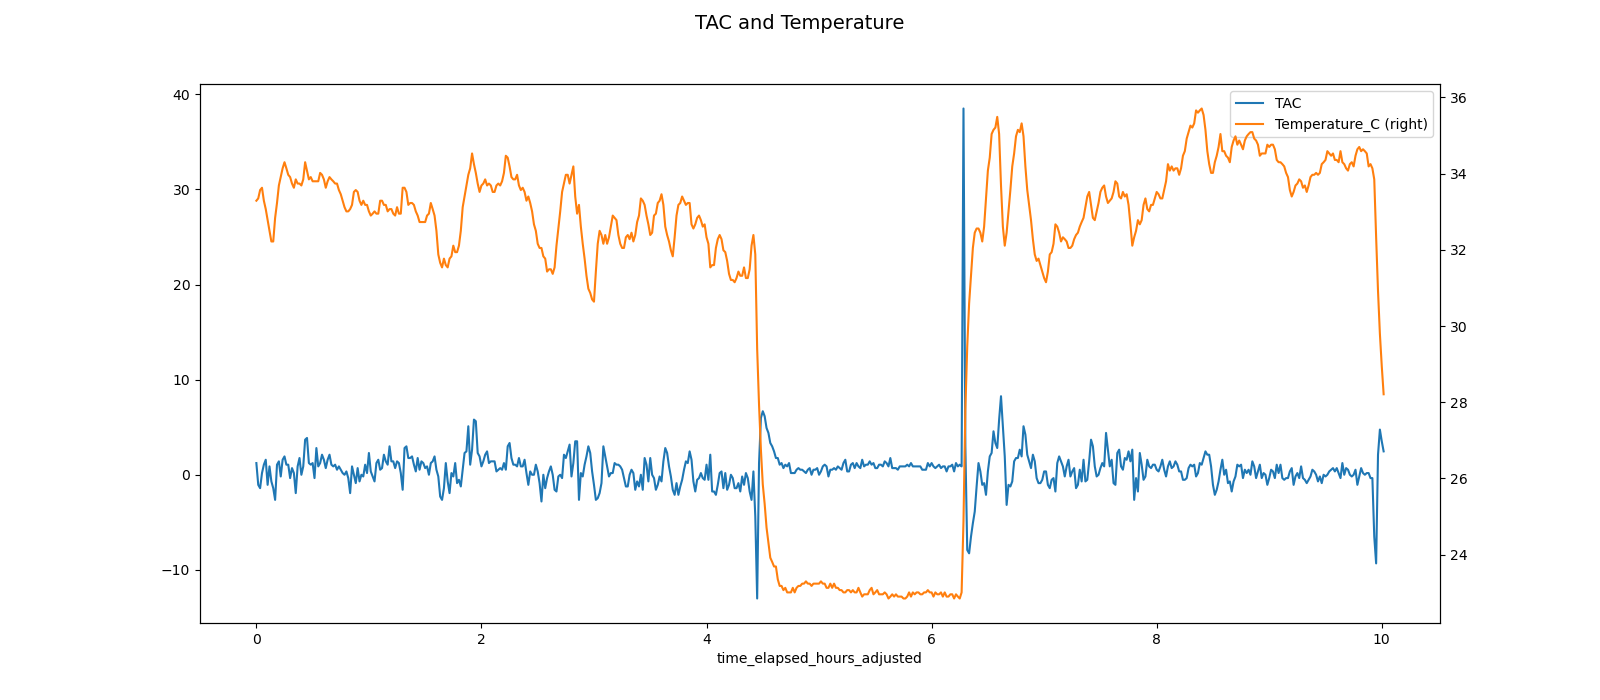 TAC and Temperature
TAC
Temperature_C (right)
40
30
20
10
0
−10
36
34
32
30
28
26
24
0 2 4 6 8 10
time_elapsed_hours_adjusted